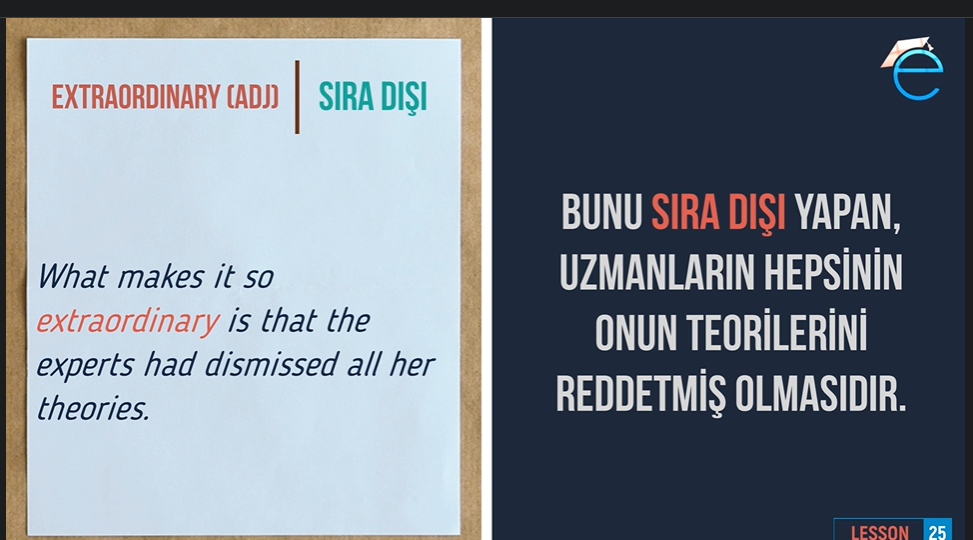 EXTRAORDINARY (ADJ)
SIRA DIŞI
What makes it so
extraordinary is that the
experts had dismissed all her
theories.
BUNU SIRA DIŞI YAPAN,
UZMANLARIN HEPSİNİN
ONUN TEORİLERİNİ
REDDETMİŞ OLMASIDIR.
LESSON 25